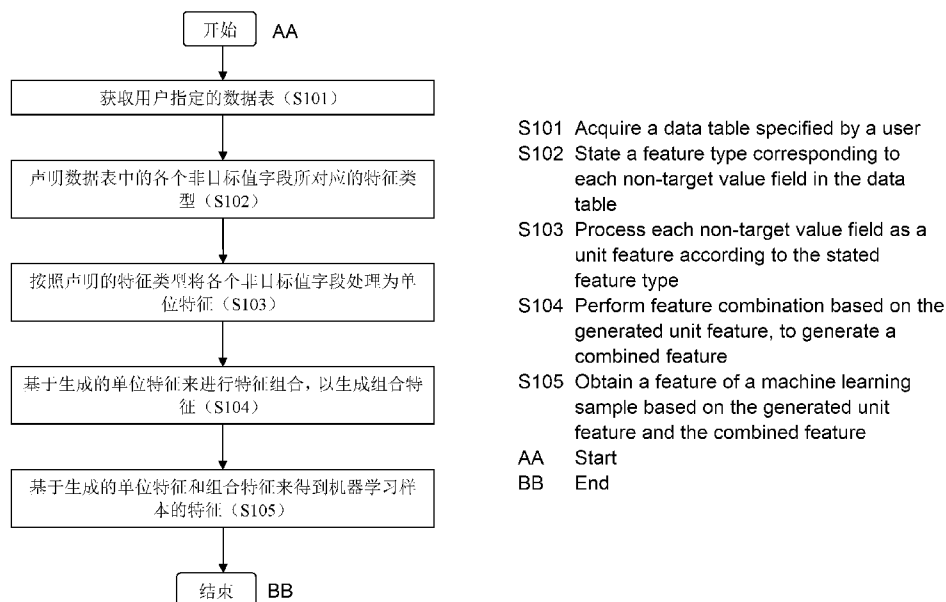 开始
AA
获取用户指定的数据表（S101）
声明数据表中的各个非目标值字段所对应的特征类
型（S102）
按照声明的特征类型将各个非目标值字段处理为单
位特征（S103）
基于生成的单位特征来进行特征组合，以生成组合特
征（S104）
基于生成的单位特征和组合特征来得到机器学习样
本的特征（S105）
结束
BB
S101 Acquire a data table specified by a user
S102 State a feature type corresponding to
each non-target value field in the data
table
S103 Process each non-target value field as a
unit feature according to the stated
feature type
S104 Perform feature combination based on the
generated unit feature, to generate a
combined feature
S105 Obtain a feature of a machine learning
sample based on the generated unit
feature and the combined feature
AA Start
BB End